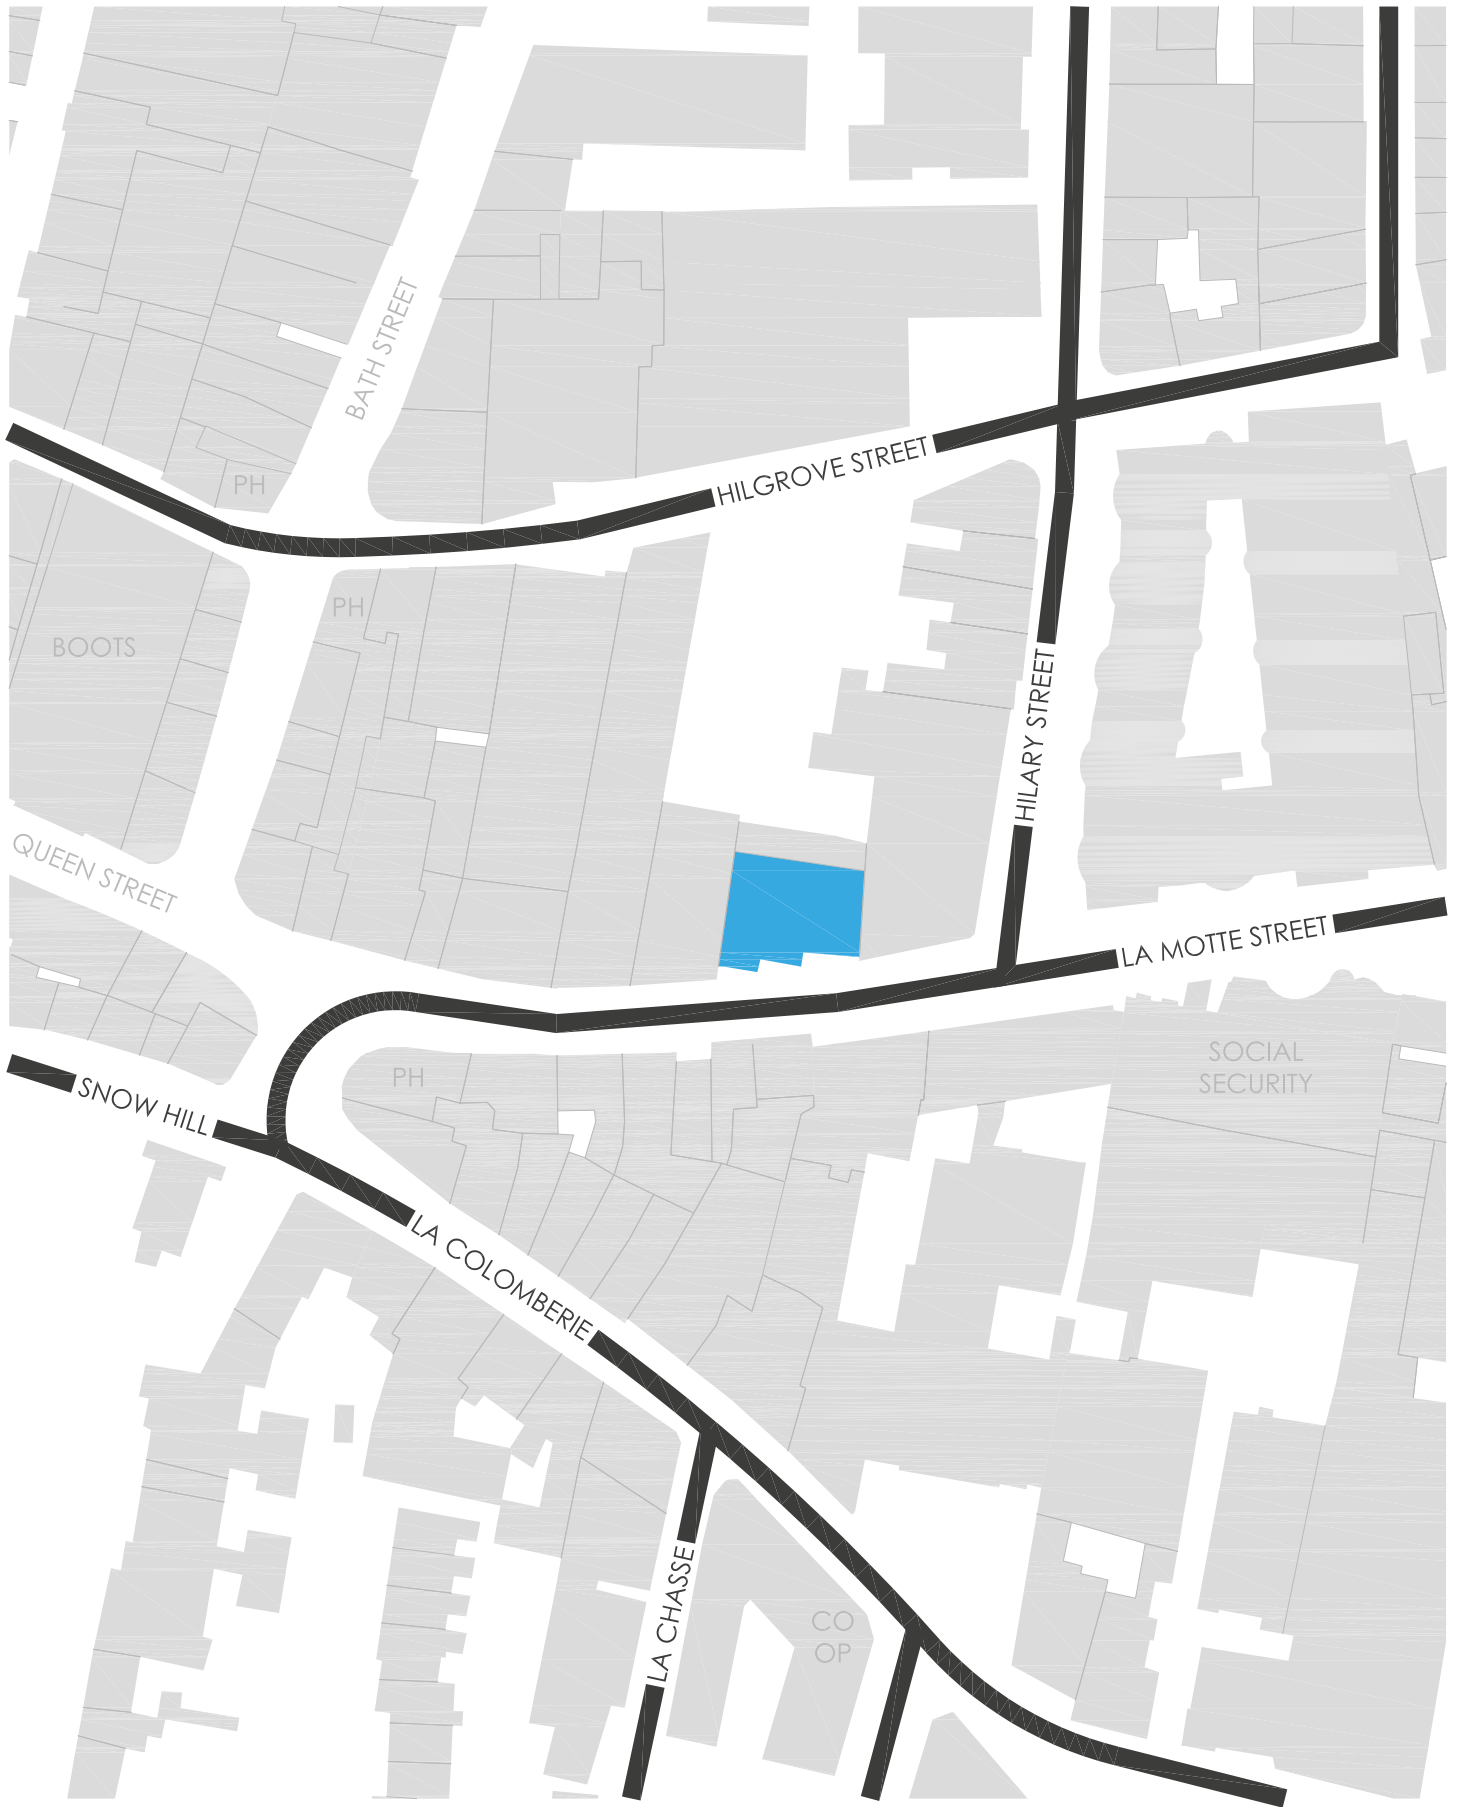 BATH STREET
HILGROVE STREET
PH
PH
BOOTS
HILARY STREET
QUEEN STREET
LA MOTTE STREET
SOCIAL
SECURITY
PH
SNOW HILL
LA COLOMBERIE
LA CHASSE
CO
OP